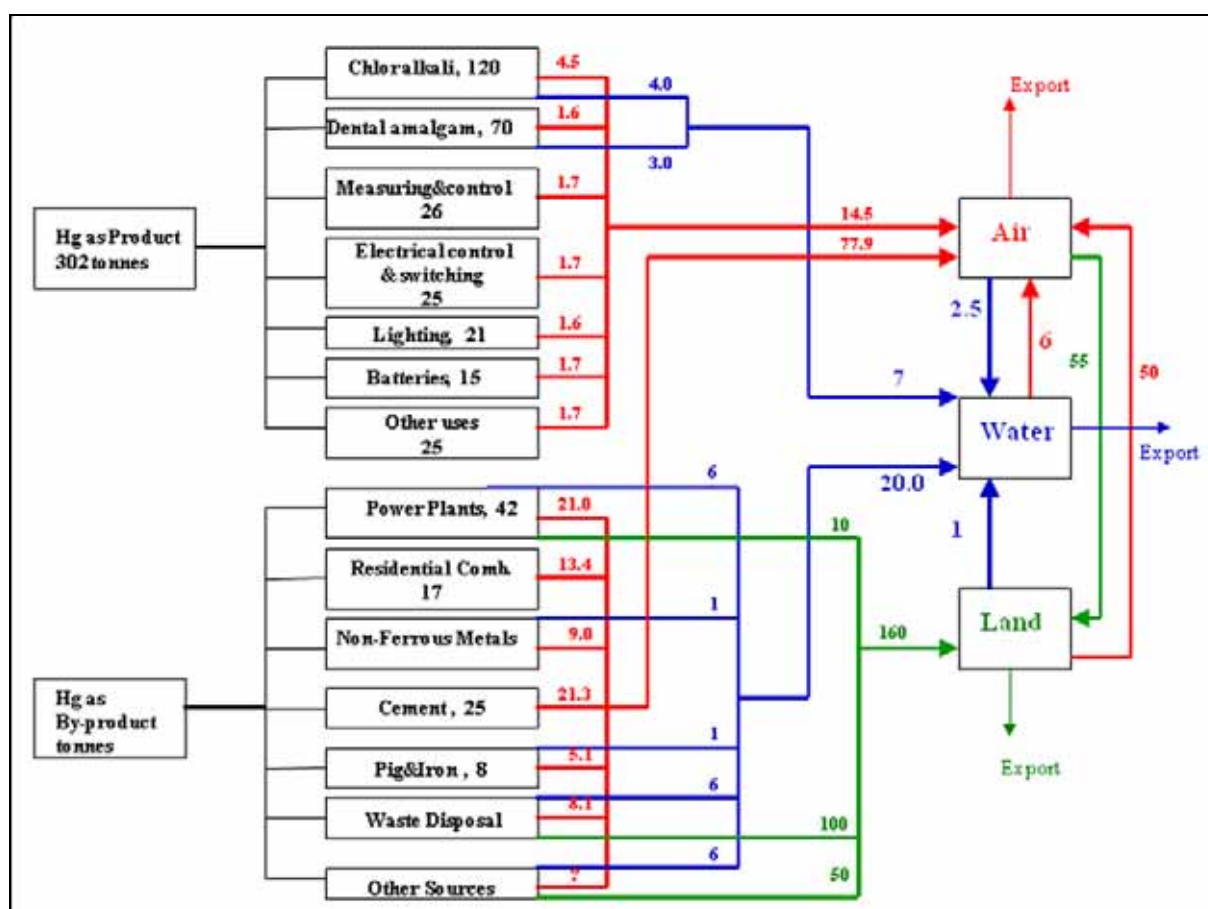 Chloralkali, 120
4.5
4.0
Dental amalgam, 70
1.6
3.0
Measuring&control
26
1.7
Hg as Product
302 tonnes
Electrical control
& switching
25
1.7
Lighting, 21
1.6
Batteries, 15
1.7
Other uses
25
1.7
14.5
77.9
7
20.0
Export
Air
2.5
6
55
50
Water
Export
1
Land
160
Export
Power Plants, 42
21.0
6
10
Residential Comb.
17
13.4
Non-Ferrous Metals
9.0
1
Hg as
By-product
tonnes
Cement , 25
21.3
Pig&Iron , 8
5.1
1
Waste Disposal
8.1
6
100
Other Sources
?
6
50